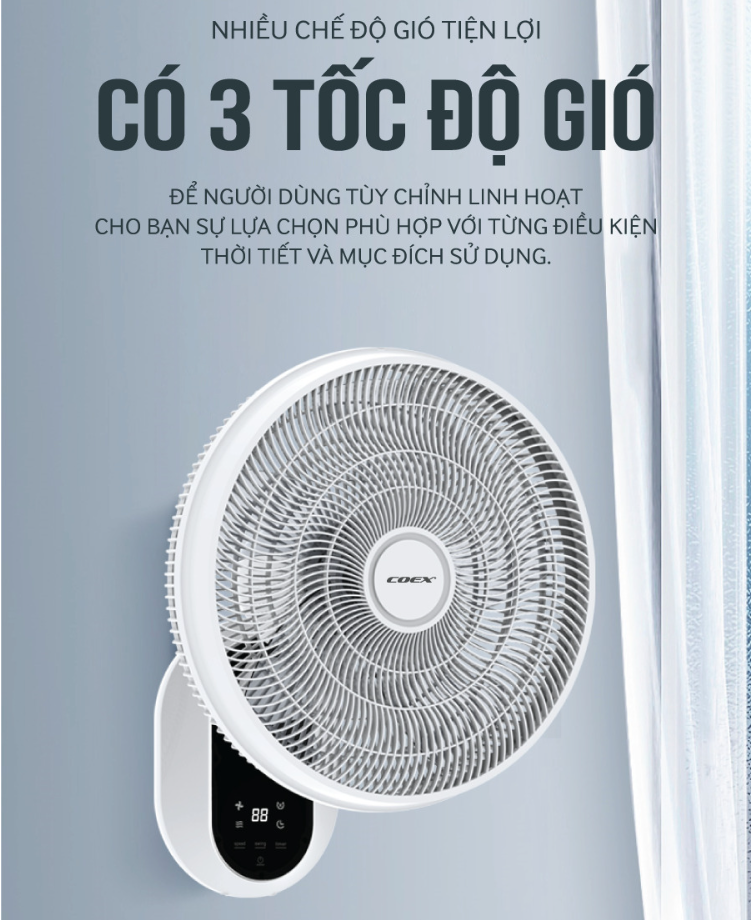 NHIỀU CHẾ ĐỘ GIÓ TIỆN LỢI
CÓ 3 TỐC ĐỘ GIÓ
ĐỂ NGƯỜI DÙNG TÙY CHỈNH LINH HOẠT
CHO BẠN SỰ LỰA CHỌN PHÙ HỢP VỚI TỪNG ĐIỀU KIỆN
THỜI TIẾT VÀ MỤC ĐÍCH SỬ DỤNG.
COEX
88